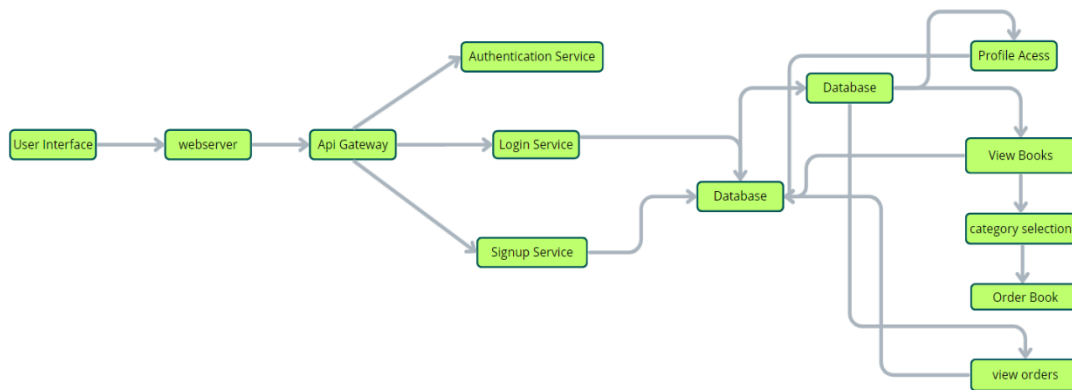 User Interface
webserver
Api Gateway
Authentication Service
Login Service
Signup Service
Database
Database
Profile Acess
View Books
category selection
Order Book
view orders